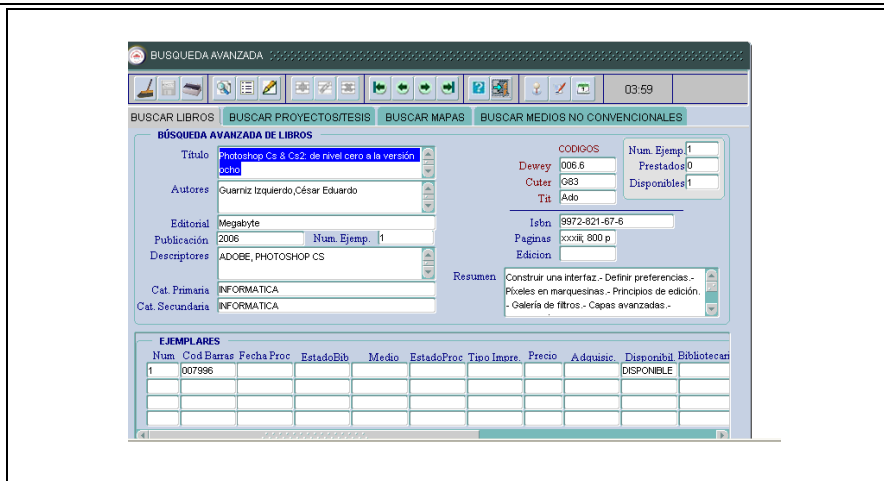 BUSQUEDA AVANZADA
03:59
BUSCAR LIBROS BUSCAR PROYECTOS/TESIS BUSCAR MAPAS BUSCAR MEDIOS NO CONVENCIONALES
BÚSQUEDA AVANZADA DE LIBROS
Título Photoshop Cs & Cs2: de nivel cero a la versión
ocho
Autores Guarniz Izquierdo,César Eduardo
Editorial Megabyte
Publicación 2006 Num. Ejemp. 1
Descriptores ADOBE, PHOTOSHOP CS
Cat. Primaria INFORMATICA
Cat. Secundaria INFORMATICA
CODIGOS
Dewey 006.6
Cuter G83
Tit Ado
Num. Ejemp. 1
Prestados 0
Disponibles 1
Isbn 9972-821-67-6
Paginas xxxiii; 800 p
Edicion
Resumen Construir una interfaz.- Definir preferencias.-
Píxeles en marquesinas.- Principios de edición.
- Galería de filtros.- Capas avanzadas.-
EJEMPLARES
Num Cod Barras Fecha Proc EstadoBib Medio EstadoProc Tipo Impre. Precio Adquisic. Disponibil. Bibliotecari
1 007996 DISPONIBLE